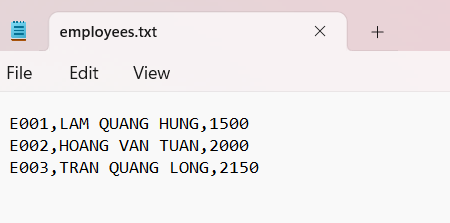 employees.txt
File Edit View
E001,LAM QUANG HUNG,1500
E002,HOANG VAN TUAN,2000
E003,TRAN QUANG LONG,2150